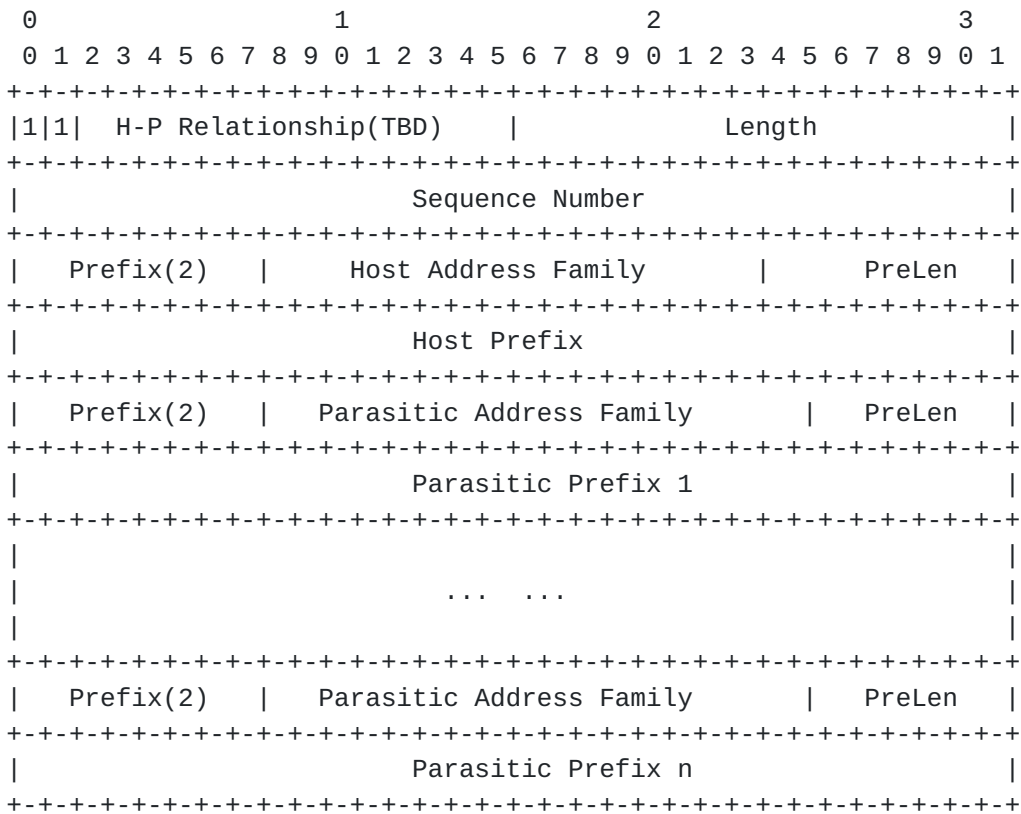 0                   1                   2                   3
 0 1 2 3 4 5 6 7 8 9 0 1 2 3 4 5 6 7 8 9 0 1 2 3 4 5 6 7 8 9 0 1
+-+-+-+-+-+-+-+-+-+-+-+-+-+-+-+-+-+-+-+-+-+-+-+-+-+-+-+-+-+-+-+-+
|1|1|  H-P Relationship(TBD)    |             Length            |
+-+-+-+-+-+-+-+-+-+-+-+-+-+-+-+-+-+-+-+-+-+-+-+-+-+-+-+-+-+-+-+-+
|                         Sequence Number                       |
+-+-+-+-+-+-+-+-+-+-+-+-+-+-+-+-+-+-+-+-+-+-+-+-+-+-+-+-+-+-+-+-+
|   Prefix(2)   |     Host Address Family       |      PreLen   |
+-+-+-+-+-+-+-+-+-+-+-+-+-+-+-+-+-+-+-+-+-+-+-+-+-+-+-+-+-+-+-+-+
|                         Host Prefix                           |
+-+-+-+-+-+-+-+-+-+-+-+-+-+-+-+-+-+-+-+-+-+-+-+-+-+-+-+-+-+-+-+-+
|   Prefix(2)   |   Parasitic Address Family       |   PreLen   |
+-+-+-+-+-+-+-+-+-+-+-+-+-+-+-+-+-+-+-+-+-+-+-+-+-+-+-+-+-+-+-+-+
|                         Parasitic Prefix 1                    |
+-+-+-+-+-+-+-+-+-+-+-+-+-+-+-+-+-+-+-+-+-+-+-+-+-+-+-+-+-+-+-+-+
|                                                               |
|                           ...  ...                            |
|                                                               |
+-+-+-+-+-+-+-+-+-+-+-+-+-+-+-+-+-+-+-+-+-+-+-+-+-+-+-+-+-+-+-+-+
|   Prefix(2)   |   Parasitic Address Family       |   PreLen   |
+-+-+-+-+-+-+-+-+-+-+-+-+-+-+-+-+-+-+-+-+-+-+-+-+-+-+-+-+-+-+-+-+
|                         Parasitic Prefix n                    |
+-+-+-+-+-+-+-+-+-+-+-+-+-+-+-+-+-+-+-+-+-+-+-+-+-+-+-+-+-+-+-+-+